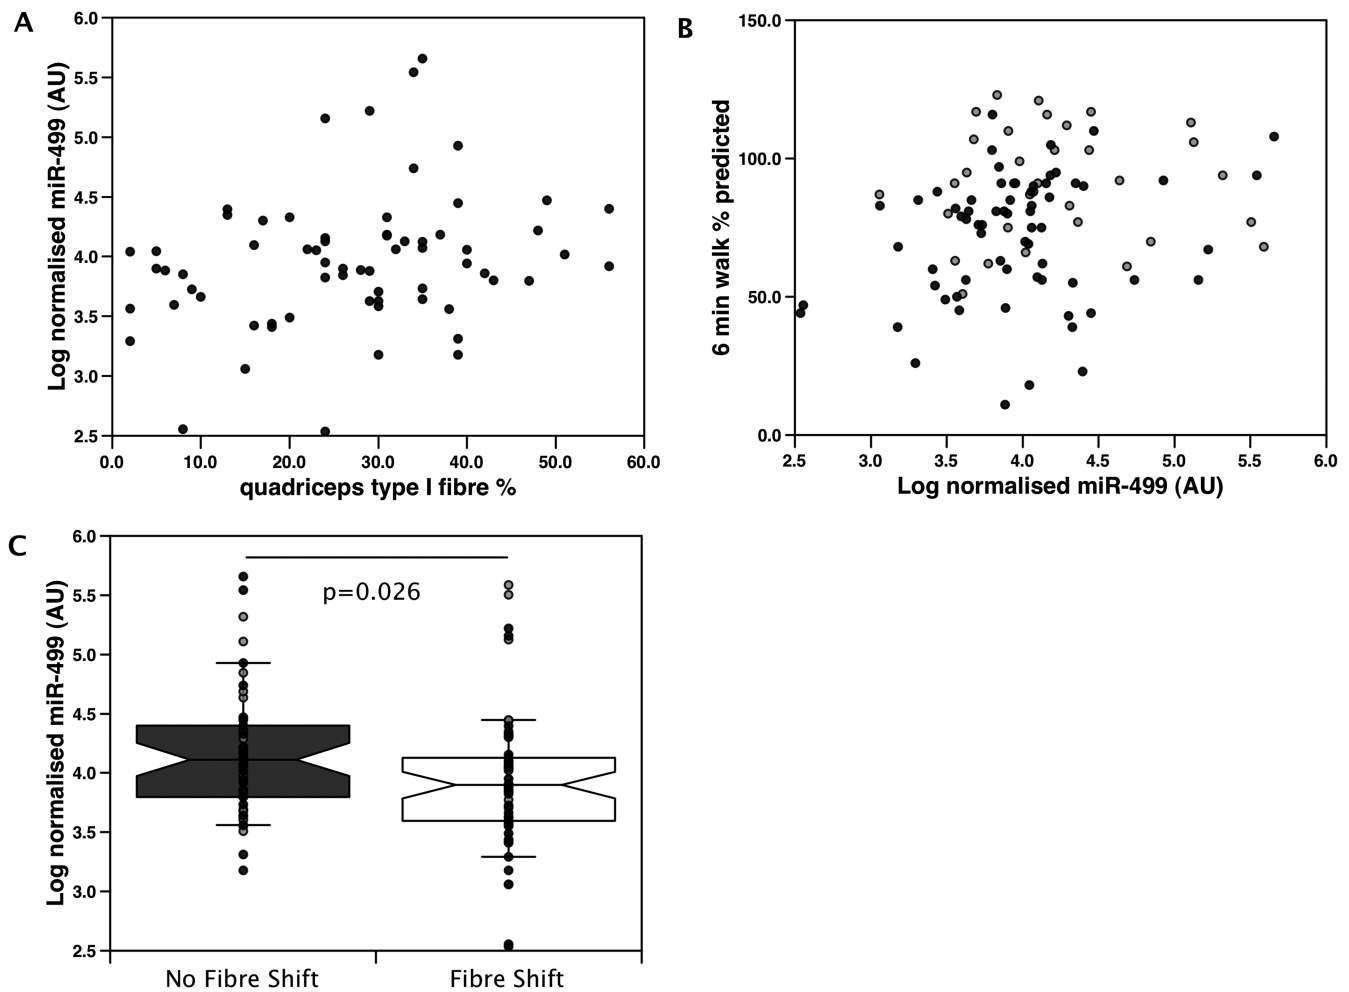 A
6.0
5.5
5.0
4.5
4.0
3.5
3.0
2.5
Log normalised miR-499 (AU)
0.0 10.0 20.0 30.0 40.0 50.0 60.0
quadriceps type I fibre %
B
150.0
100.0
50.0
0.0
6 min walk % predicted
2.5 3.0 3.5 4.0 4.5 5.0 5.5 6.0
Log normalised miR-499 (AU)
C
6.0
5.5
5.0
4.5
4.0
3.5
3.0
2.5
Log normalised miR-499 (AU)
p=0.026
No Fibre Shift Fibre Shift